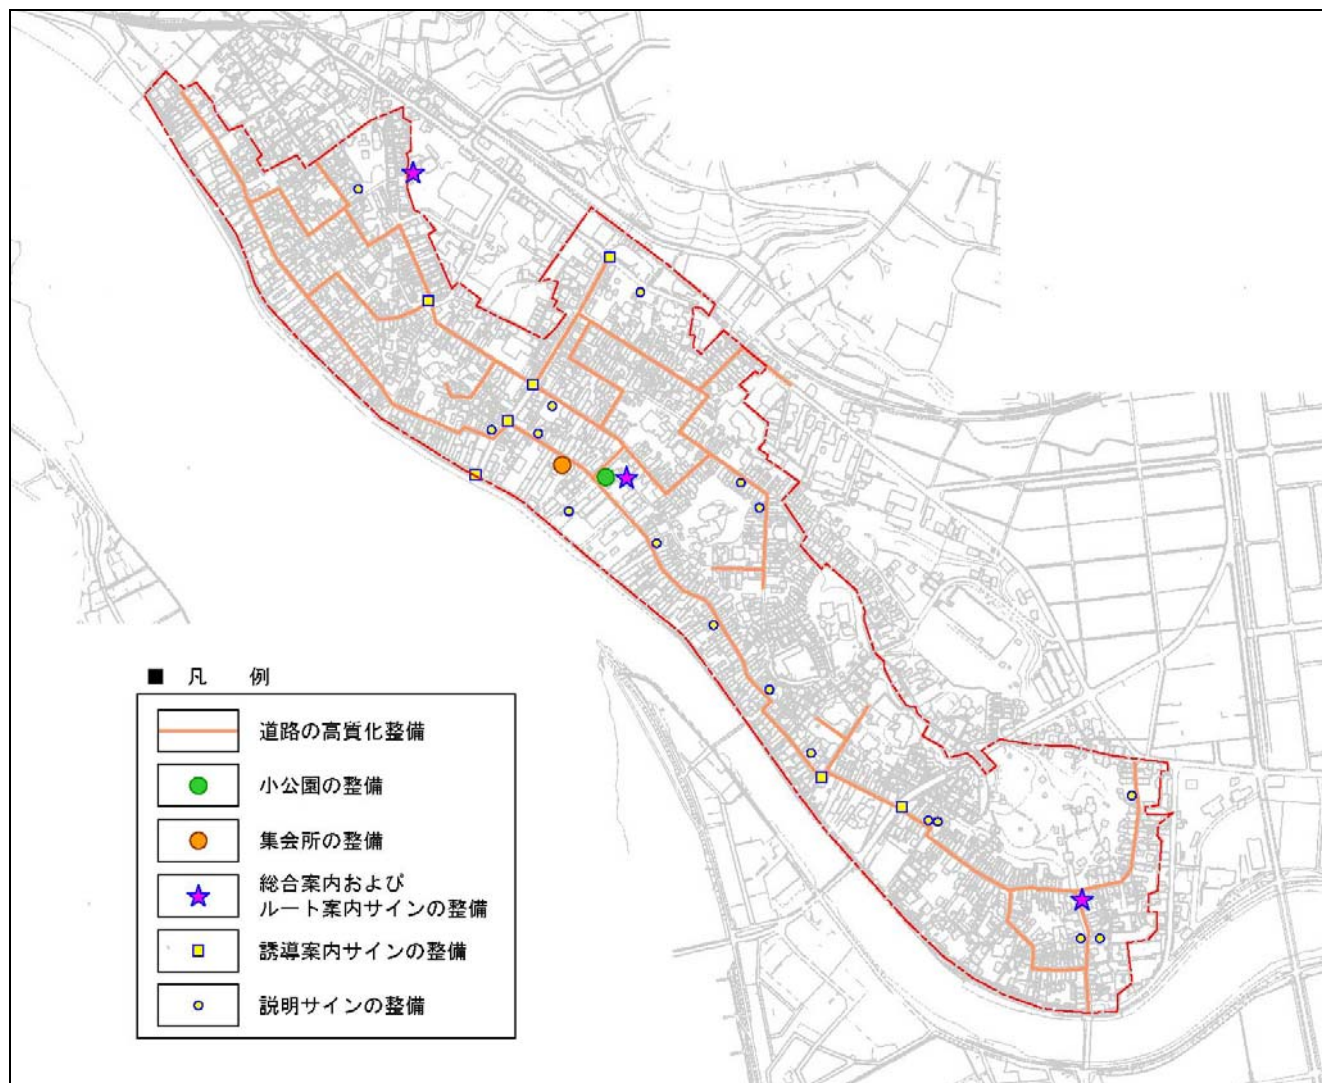 ■ 凡 例
道路の高質化整備
小公園の整備
集会所の整備
総合案内および
ルート案内サインの整備
誘導案内サインの整備
説明サインの整備